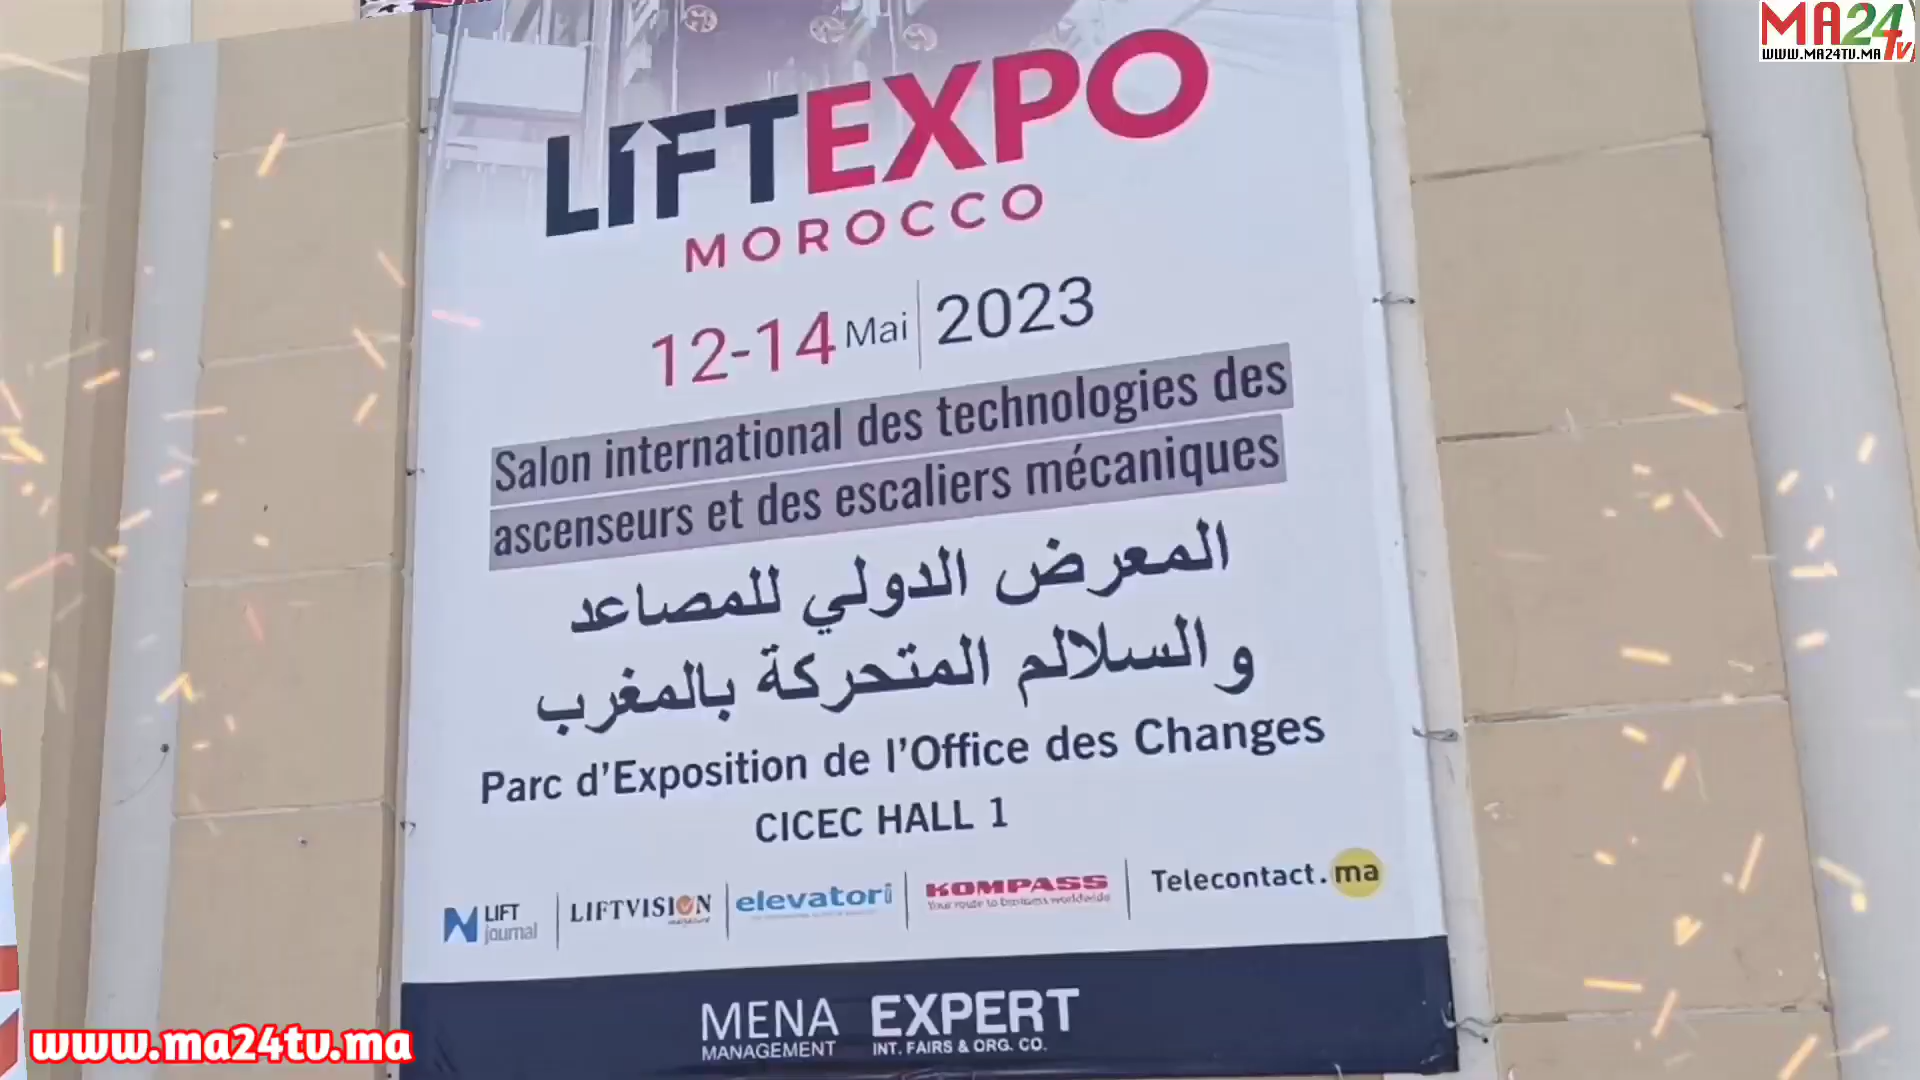 MA24
TV
WWW.MA24TV.MA
LIFTEXPO
MOROCCO
12-14 Mai 2023
Salon international des technologies des
ascenseurs et des escaliers mécaniques
المعرض الدولي للمصاعد
والسلالم المتحركة بالمغرب
Parc d'Exposition de l'Office des Changes
CICEC HALL 1
LIFT journal LIFTVISION elevatori KOMPASS Telecontact.ma
Your route to business worldwide
MENA EXPERT
MANAGEMENT INT. FAIRS & ORG. CO.
www.ma24tv.ma